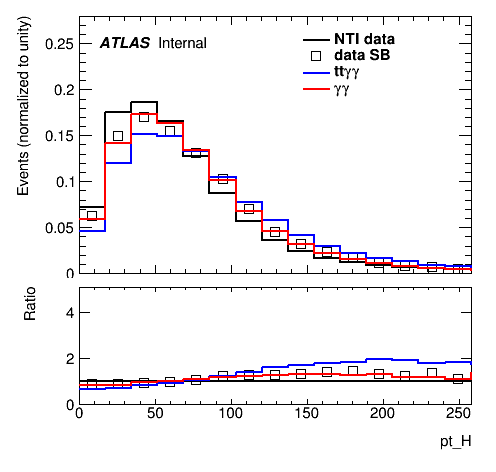 ATLAS Internal
NTI data
data SB
ttγγ
γγ
Events (normalized to unity)
0.25
0.2
0.15
0.1
0.05
0
Ratio
4
2
0
0 50 100 150 200 250
pt_H